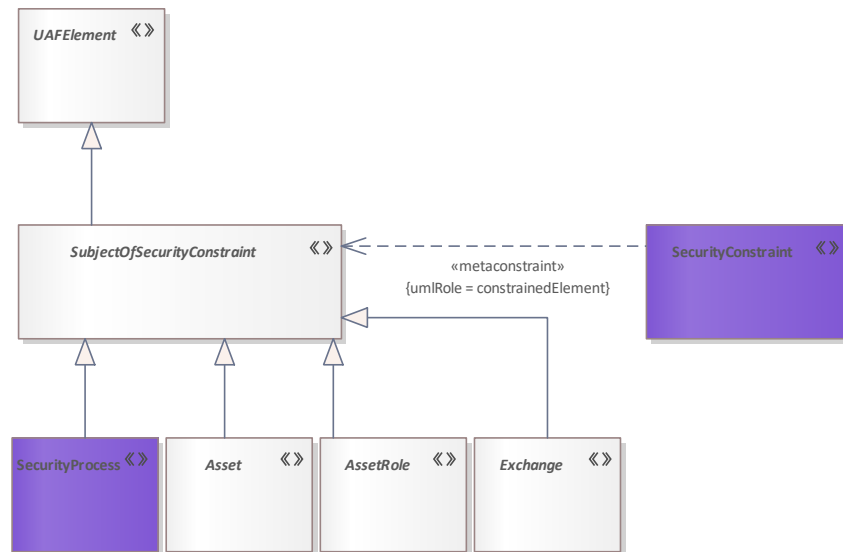 UAFElement «»
SubjectOfSecurityConstraint «»
SecurityConstraint «»
«metaconstraint»
{umlRole = constrainedElement}
SecurityProcess «»
Asset «»
AssetRole «»
Exchange «»